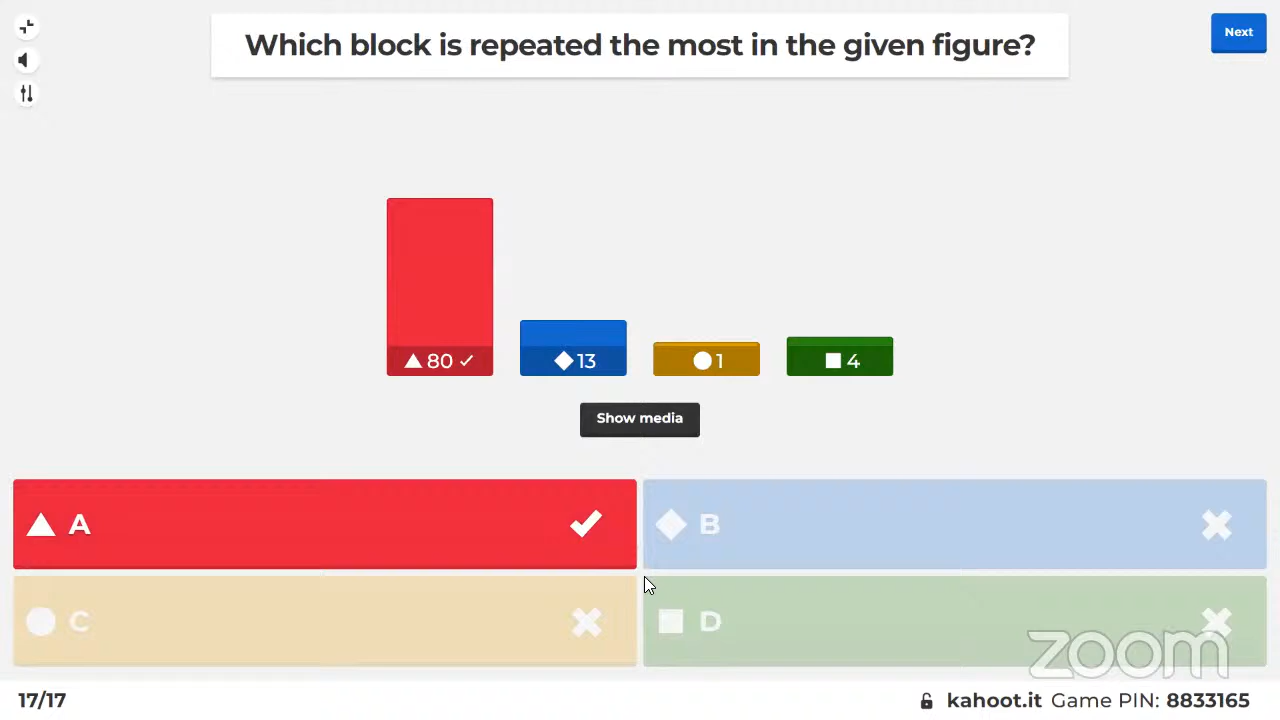 Which block is repeated the most in the given figure?
Next
80
13
1
4
Show media
A
B
C
D
zoom
17/17
kahoot.it Game PIN: 8833165